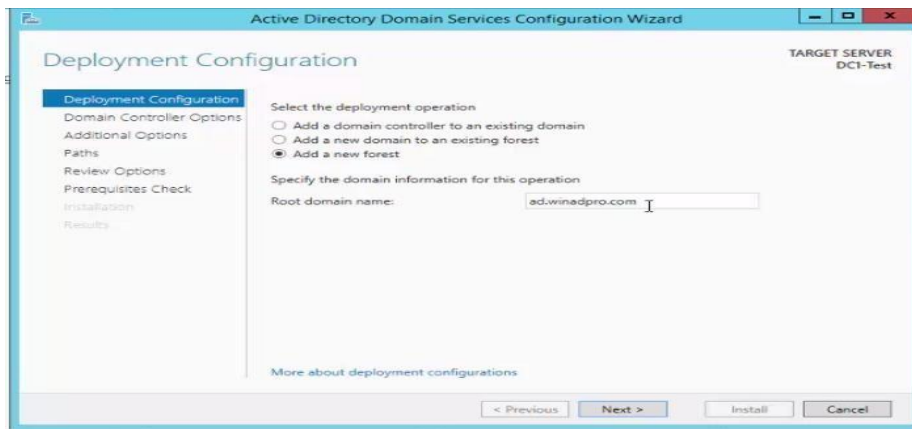 Active Directory Domain Services Configuration Wizard
Deployment Configuration
TARGET SERVER
DC1-Test
Deployment Configuration
Domain Controller Options
Additional Options
Paths
Review Options
Prerequisites Check
Installation
Results
Select the deployment operation
Add a domain controller to an existing domain
Add a new domain to an existing forest
Add a new forest
Specify the domain information for this operation
Root domain name: ad.winadpro.com
More about deployment configurations
< Previous Next > Install Cancel